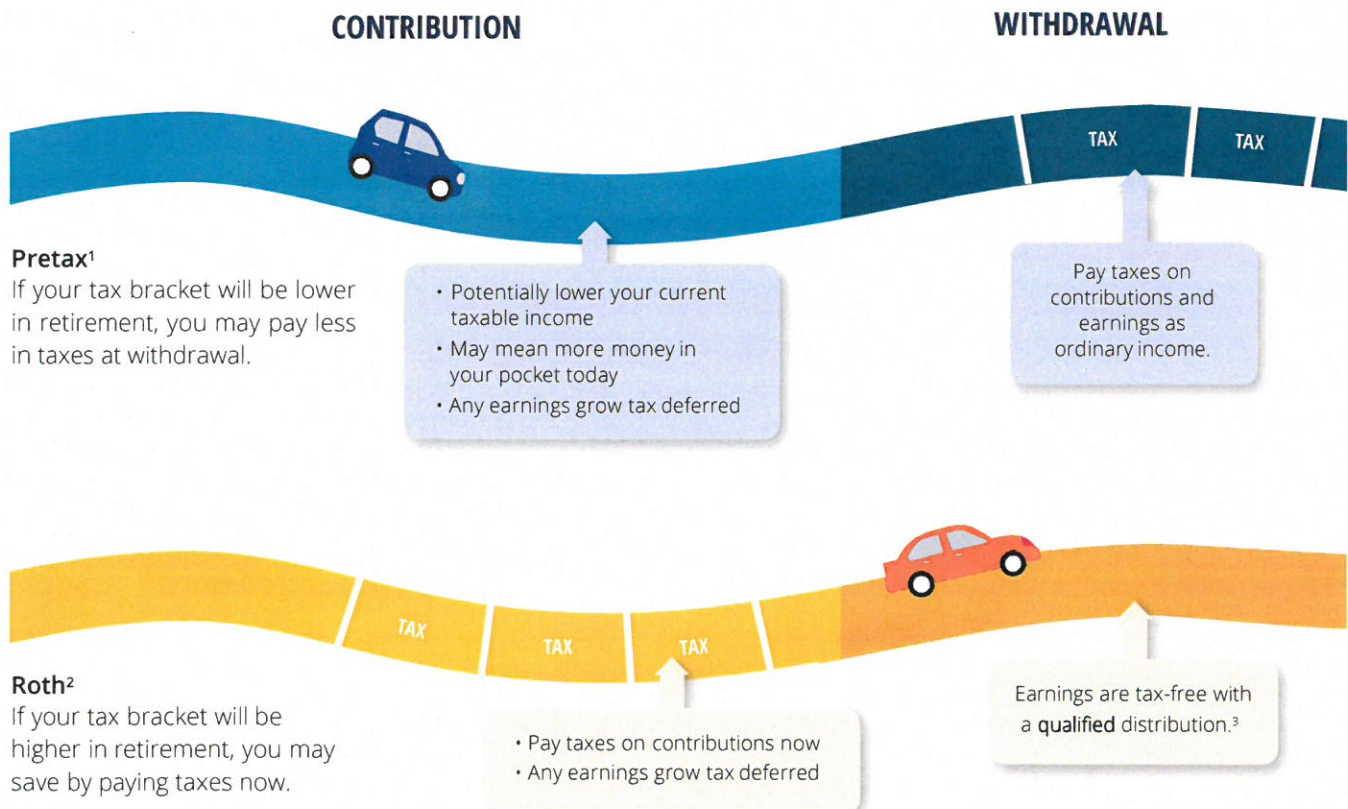 CONTRIBUTION
WITHDRAWAL
TAX
TAX
Pretax¹
If your tax bracket will be lower
in retirement, you may pay less
in taxes at withdrawal.
• Potentially lower your current
taxable income
• May mean more money in
your pocket today
• Any earnings grow tax deferred
Pay taxes on
contributions and
earnings as
ordinary income.
TAX
TAX
TAX
Roth²
If your tax bracket will be
higher in retirement, you may
save by paying taxes now.
• Pay taxes on contributions now
• Any earnings grow tax deferred
Earnings are tax-free with
a qualified distribution.³